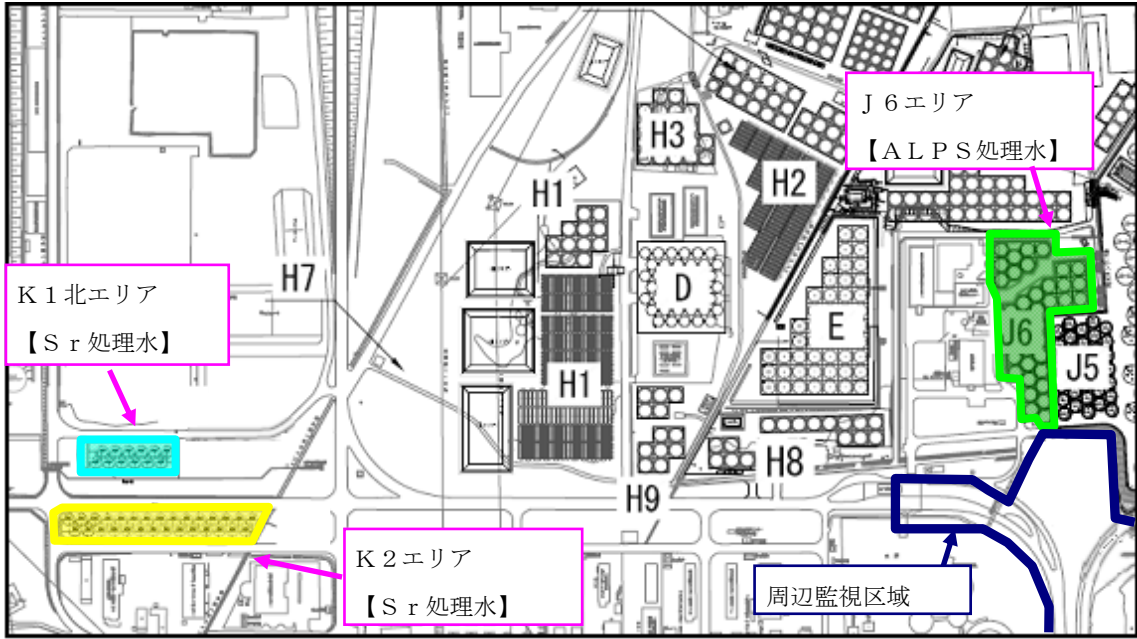 J 6エリア
【ALPS処理水】
H3
H2
H1
H7
D
K1北エリア
【Sr処理水】
E
J6
J5
H1
H8
H9
K2エリア
【Sr処理水】
周辺監視区域